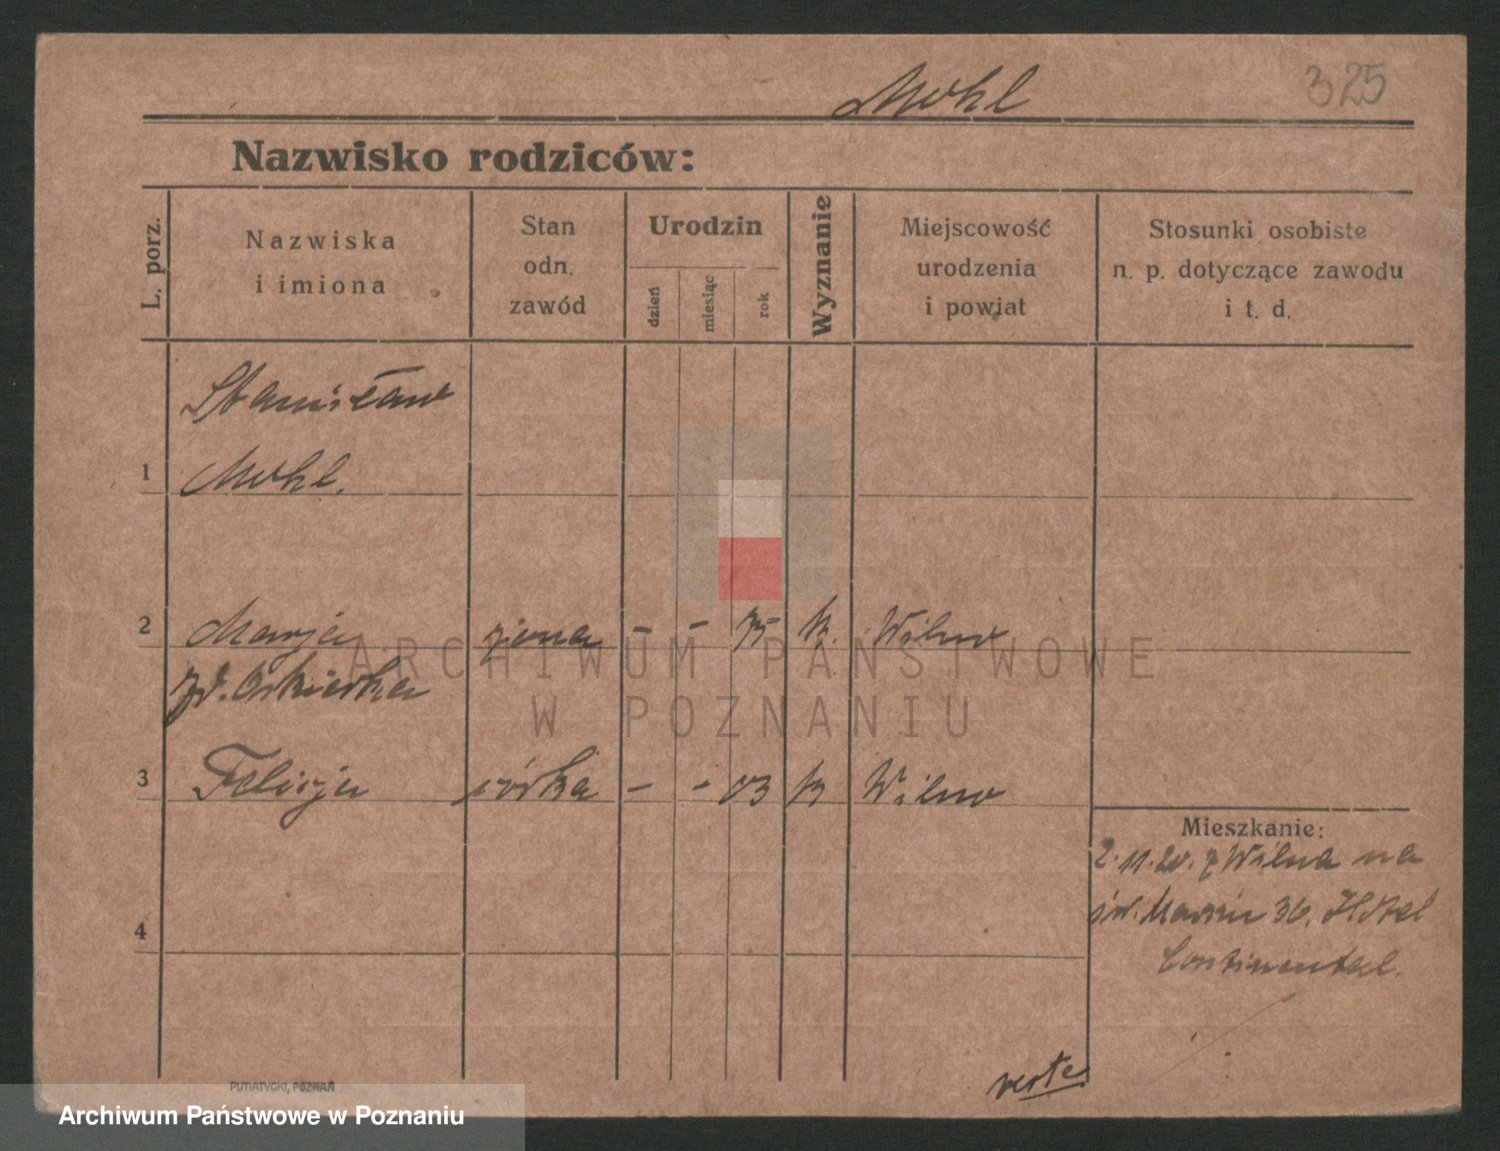 Mohl 325
Nazwisko rodziców:
L. porz.
Nazwiska
i imiona
Stan
odn.
zawód
Urodzin
dzień
miesiąc
rok
Wyznanie
Miejscowość
urodzenia
i powiat
Stosunki osobiste
n. p. dotyczące zawodu
i t. d.
Stanisław
1 Mohl.
2 Marja żona - - 75 k. Wilno
zd. Oskierka
3 Felicja córka - - 03 k Wilno
Mieszkanie:
2.11.20. z Wilna na
św. Marcin 36, Hotel
Continental.
4
verte
PUTIATYCKI, POZNAŃ
ARCHIWUM PAŃSTWOWE
W POZNANIU
Archiwum Państwowe w Poznaniu